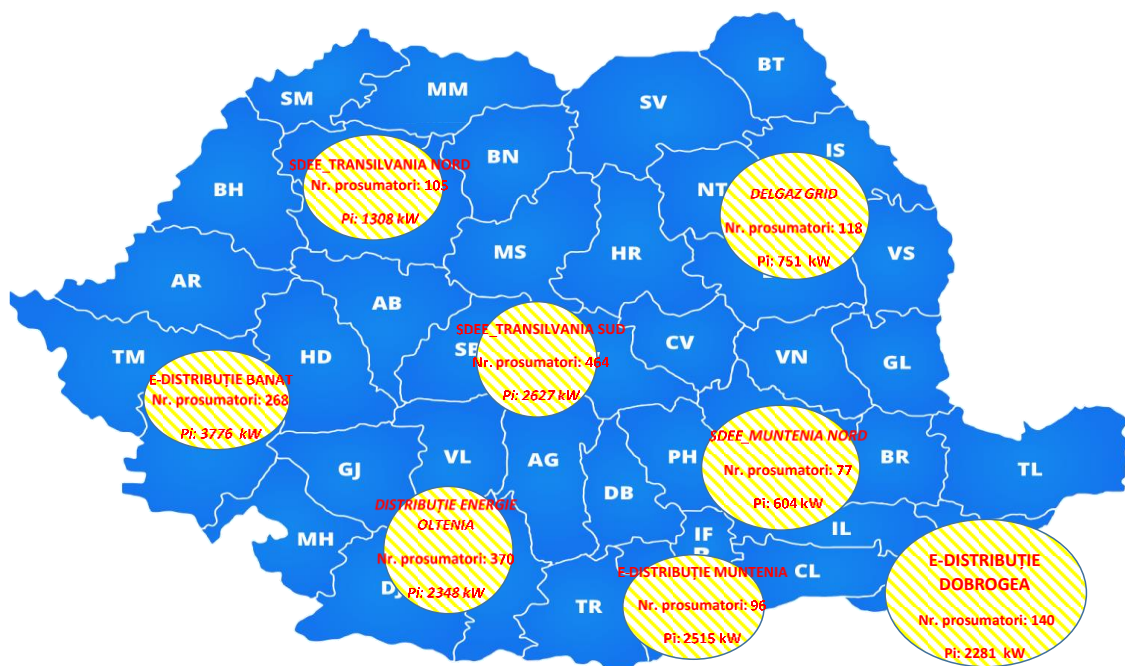 BT
MM
SM
SV
BN
IS
SDEE_TRANSILVANIA NORD
Nr. prosumatori: 105
Pi: 1308 kW
BH
NT
DELGAZ GRID
Nr. prosumatori: 118
Pi: 751 kW
MS
HR
VS
AR
AB
SDEE_TRANSILVANIA SUD
SB
Nr. prosumatori: 464
Pi: 2627 kW
CV
TM
HD
VN
GL
E-DISTRIBUȚIE BANAT
Nr. prosumatori: 268
Pi: 3776 kW
SDEE_MUNTENIA NORD
Nr. prosumatori: 77
Pi: 604 kW
GJ
VL
AG
PH
BR
TL
DB
DISTRIBUȚIE ENERGIE
OLTENIA
Nr. prosumatori: 370
Pi: 2348 kW
MH
DJ
IF
IL
E-DISTRIBUȚIE MUNTENIA
Nr. prosumatori: 96
Pi: 2515 kW
CL
TR
E-DISTRIBUȚIE
DOBROGEA
Nr. prosumatori: 140
Pi: 2281 kW